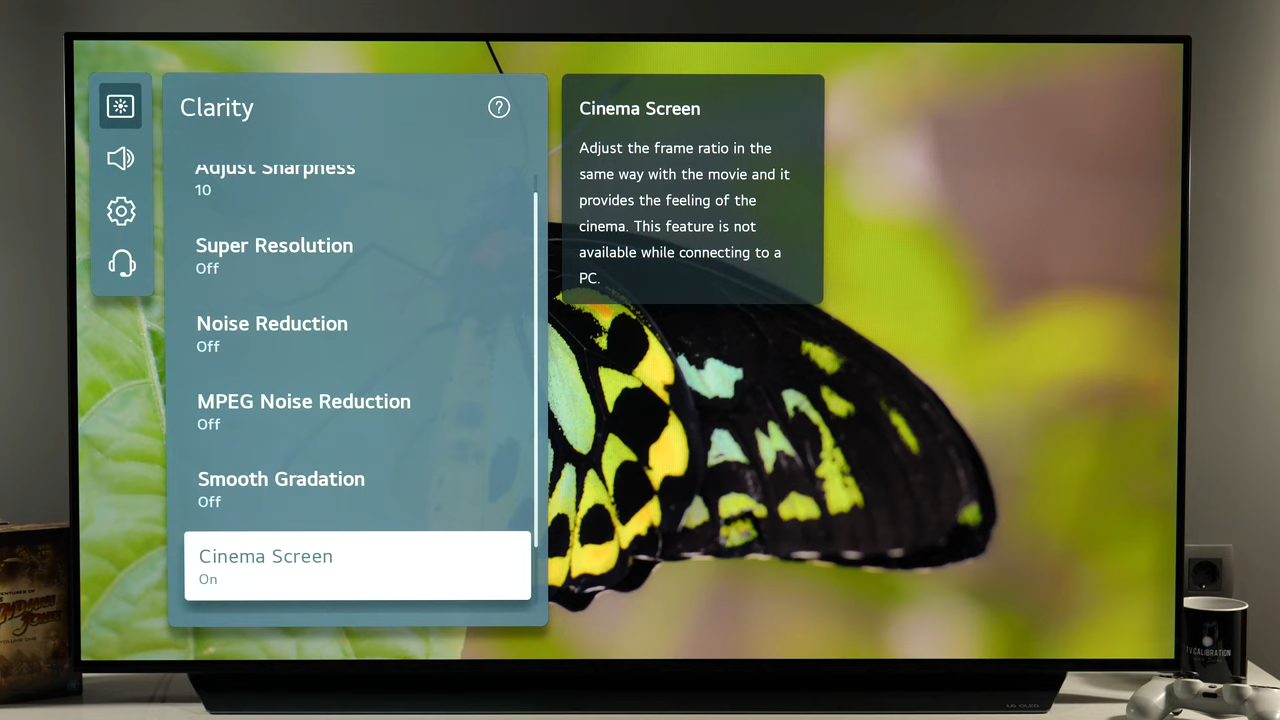 Clarity
?
Adjust Sharpness
10
Super Resolution
Off
Noise Reduction
Off
MPEG Noise Reduction
Off
Smooth Gradation
Off
Cinema Screen
On
Cinema Screen
Adjust the frame ratio in the
same way with the movie and it
provides the feeling of the
cinema. This feature is not
available while connecting to a
PC.
TV CALIBRATION
LG OLED